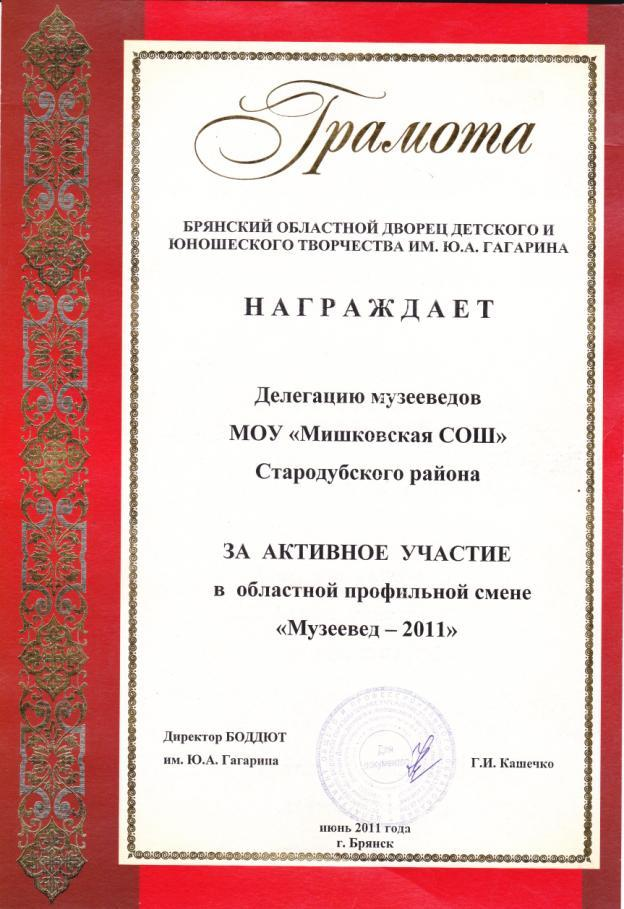 Грамота
БРЯНСКИЙ ОБЛАСТНОЙ ДВОРЕЦ ДЕТСКОГО И
ЮНОШЕСКОГО ТВОРЧЕСТВА ИМ. Ю.А. ГАГАРИНА
НАГРАЖДАЕТ
Делегацию музееведов
МОУ «Мишковская СОШ»
Стародубского района
ЗА АКТИВНОЕ УЧАСТИЕ
в областной профильной смене
«Музеевед – 2011»
Директор БОДДЮТ
им. Ю.А. Гагарина
Для
документов
Г.И. Кашечко
июнь 2011 года
г. Брянск